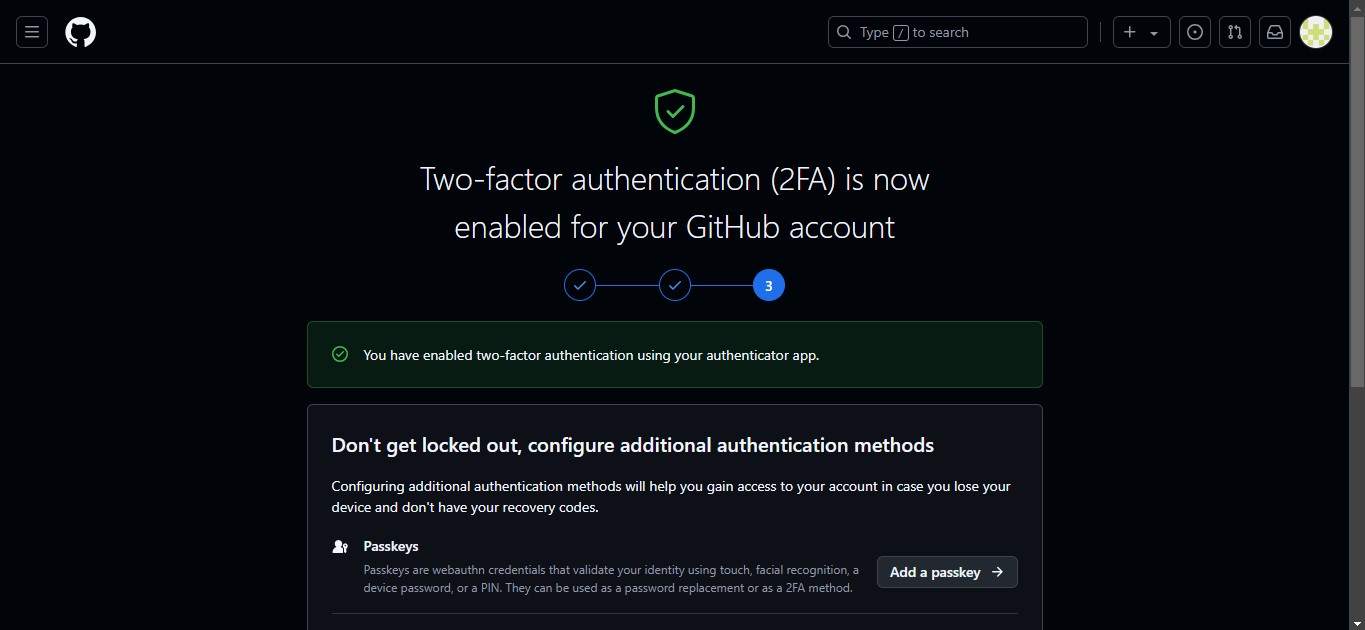 Type / to search
Two-factor authentication (2FA) is now
enabled for your GitHub account
3
You have enabled two-factor authentication using your authenticator app.
Don't get locked out, configure additional authentication methods
Configuring additional authentication methods will help you gain access to your account in case you lose your
device and don't have your recovery codes.
Passkeys
Passkeys are webauthn credentials that validate your identity using touch, facial recognition, a
device password, or a PIN. They can be used as a password replacement or as a 2FA method.
Add a passkey